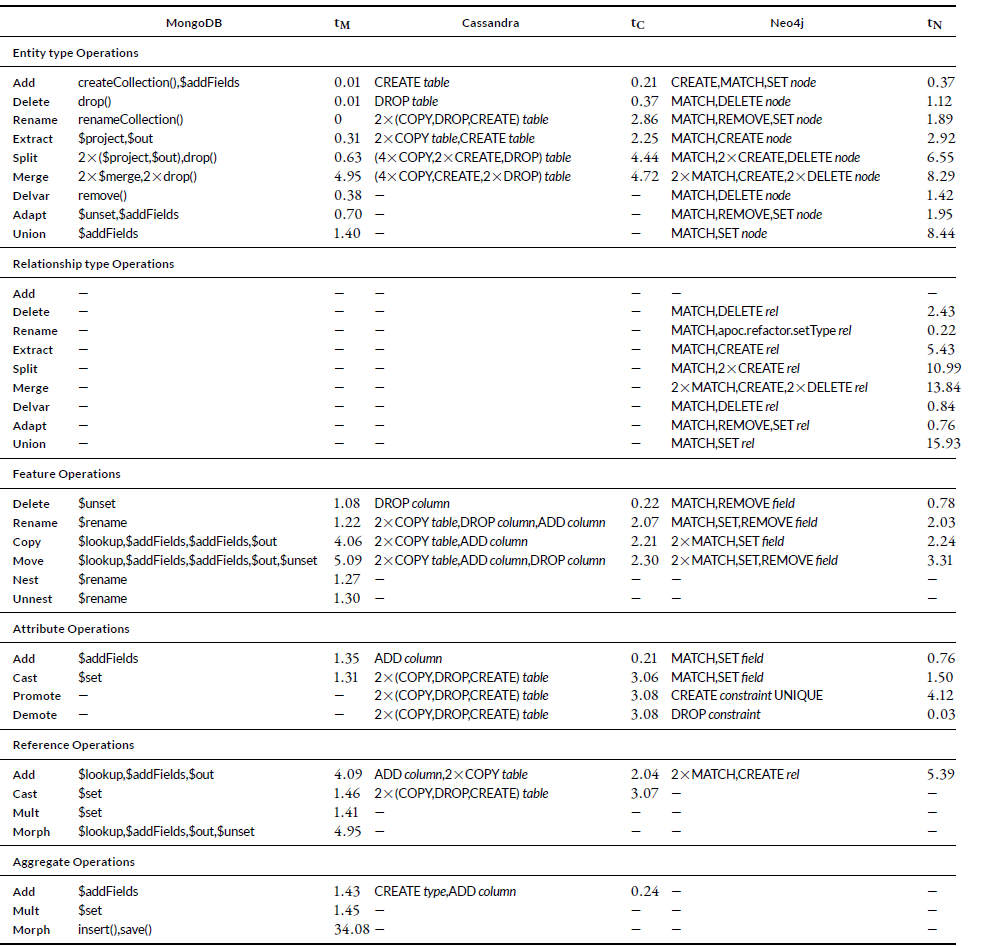 MongoDB tM Cassandra tC Neo4j tN
Entity type Operations
Add createCollection(),$addFields 0.01 CREATE table 0.21 CREATE,MATCH,SET node 0.37
Delete drop() 0.01 DROP table 0.37 MATCH,DELETE node 1.12
Rename renameCollection() 0 2×(COPY,DROP,CREATE) table 2.86 MATCH,REMOVE,SET node 1.89
Extract $project,$out 0.31 2×COPY table,CREATE table 2.25 MATCH,CREATE node 2.92
Split 2×($project,$out),drop() 0.63 (4×COPY,2×CREATE,DROP) table 4.44 MATCH,2×CREATE,DELETE node 6.55
Merge 2×$merge,2×drop() 4.95 (4×COPY,CREATE,2×DROP) table 4.72 2×MATCH,CREATE,2×DELETE node 8.29
Delvar remove() 0.38 – – MATCH,DELETE node 1.42
Adapt $unset,$addFields 0.70 – – MATCH,REMOVE,SET node 1.95
Union $addFields 1.40 – – MATCH,SET node 8.44
Relationship type Operations
Add – – – – – –
Delete – – – – MATCH,DELETE rel 2.43
Rename – – – – MATCH,apoc.refactor.setType rel 0.22
Extract – – – – MATCH,CREATE rel 5.43
Split – – – – MATCH,2×CREATE rel 10.99
Merge – – – – 2×MATCH,CREATE,2×DELETE rel 13.84
Delvar – – – – MATCH,DELETE rel 0.84
Adapt – – – – MATCH,REMOVE,SET rel 0.76
Union – – – – MATCH,SET rel 15.93
Feature Operations
Delete $unset 1.08 DROP column 0.22 MATCH,REMOVE field 0.78
Rename $rename 1.22 2×COPY table,DROP column,ADD column 2.07 MATCH,SET,REMOVE field 2.03
Copy $lookup,$addFields,$addFields,$out 4.06 2×COPY table,ADD column 2.21 2×MATCH,SET field 2.24
Move $lookup,$addFields,$addFields,$out,$unset 5.09 2×COPY table,ADD column,DROP column 2.30 2×MATCH,SET,REMOVE field 3.31
Nest $rename 1.27 – – – –
Unnest $rename 1.30 – – – –
Attribute Operations
Add $addFields 1.35 ADD column 0.21 MATCH,SET field 0.76
Cast $set 1.31 2×(COPY,DROP,CREATE) table 3.06 MATCH,SET field 1.50
Promote – – 2×(COPY,DROP,CREATE) table 3.08 CREATE constraint UNIQUE 4.12
Demote – – 2×(COPY,DROP,CREATE) table 3.08 DROP constraint 0.03
Reference Operations
Add $lookup,$addFields,$out 4.09 ADD column,2×COPY table 2.04 2×MATCH,CREATE rel 5.39
Cast $set 1.46 2×(COPY,DROP,CREATE) table 3.07 – –
Mult $set 1.41 – – – –
Morph $lookup,$addFields,$out,$unset 4.95 – – – –
Aggregate Operations
Add $addFields 1.43 CREATE type,ADD column 0.24 – –
Mult $set 1.45 – – – –
Morph insert(),save() 34.08 – – – –